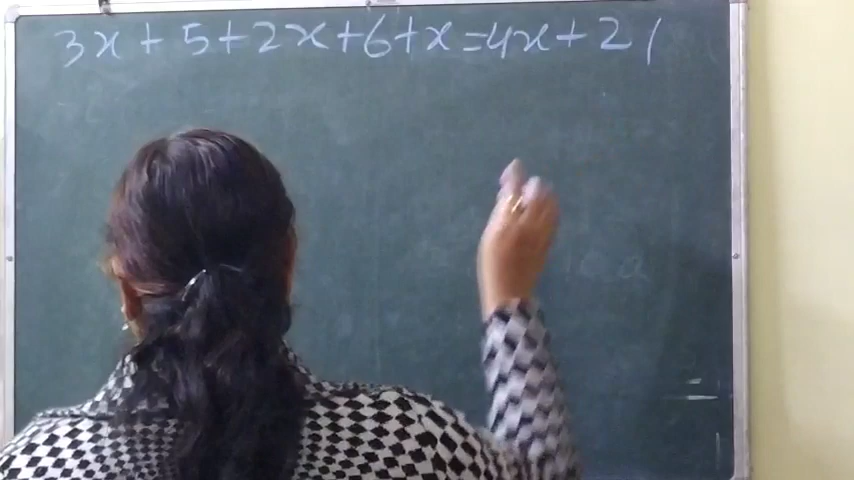 3x + 5 + 2x + 6 + x = 4x + 21